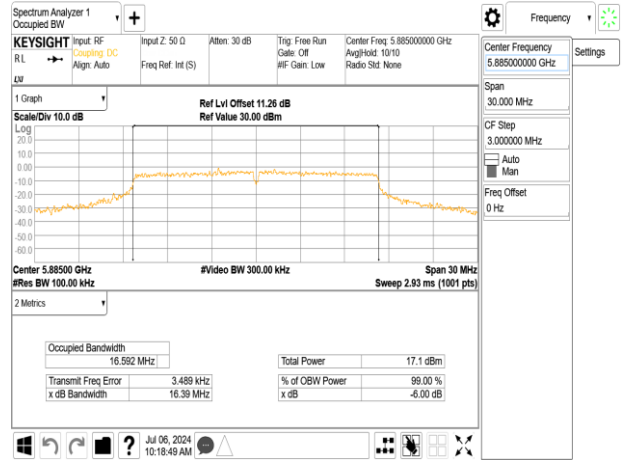 Spectrum Analyzer 1
Occupied BW
Frequency
KEYSIGHT
Input: RF
Coupling: DC
Align: Auto
Input Z: 50 Ω
Freq Ref: Int (S)
Atten: 30 dB
Trig: Free Run
Gate: Off
#IF Gain: Low
Center Freq: 5.885000000 GHz
Avg|Hold: 10/10
Radio Std: None
RL
LXI
Center Frequency
5.885000000 GHz
Settings
Span
30.000 MHz
CF Step
3.000000 MHz
Auto
Man
Freq Offset
0 Hz
1 Graph
Scale/Div 10.0 dB
Ref Lvl Offset 11.26 dB
Ref Value 30.00 dBm
Log
20.0
10.0
0.00
-10.0
-20.0
-30.0
-40.0
-50.0
-60.0
Center 5.88500 GHz
#Video BW 300.00 kHz
Span 30 MHz
#Res BW 100.00 kHz
Sweep 2.93 ms (1001 pts)
2 Metrics
Occupied Bandwidth
16.592 MHz
Total Power 17.1 dBm
Transmit Freq Error 3.489 kHz
% of OBW Power 99.00 %
x dB Bandwidth 16.39 MHz
x dB -6.00 dB
?
Jul 06, 2024
10:18:49 AM